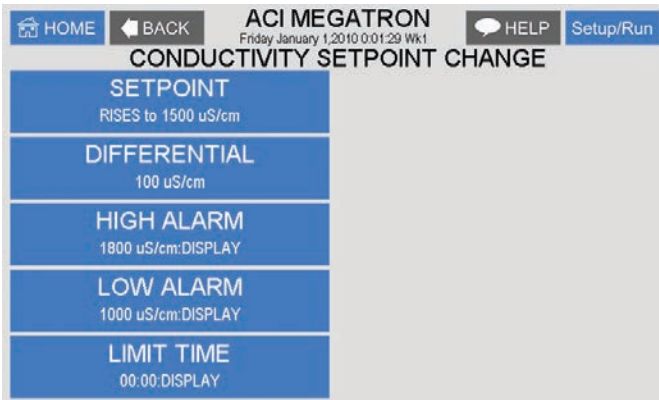 HOME
BACK
ACI MEGATRON
Friday January 1,2010 0:01:29 Wk1
HELP
Setup/Run
CONDUCTIVITY SETPOINT CHANGE
SETPOINT
RISES to 1500 uS/cm
DIFFERENTIAL
100 uS/cm
HIGH ALARM
1800 uS/cm:DISPLAY
LOW ALARM
1000 uS/cm:DISPLAY
LIMIT TIME
00:00:DISPLAY